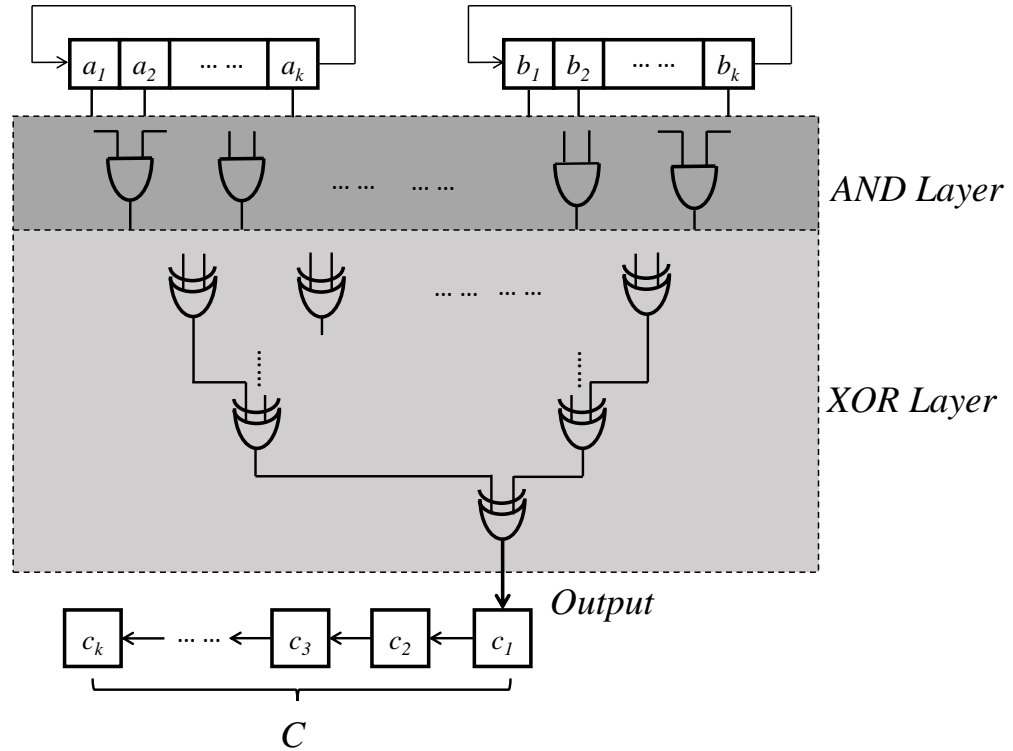 a1 a2 ... ... ak
b1 b2 ... ... bk
... ... ... ...
AND Layer
... ... ... ...
XOR Layer
Output
ck ... ... c3 c2 c1
C